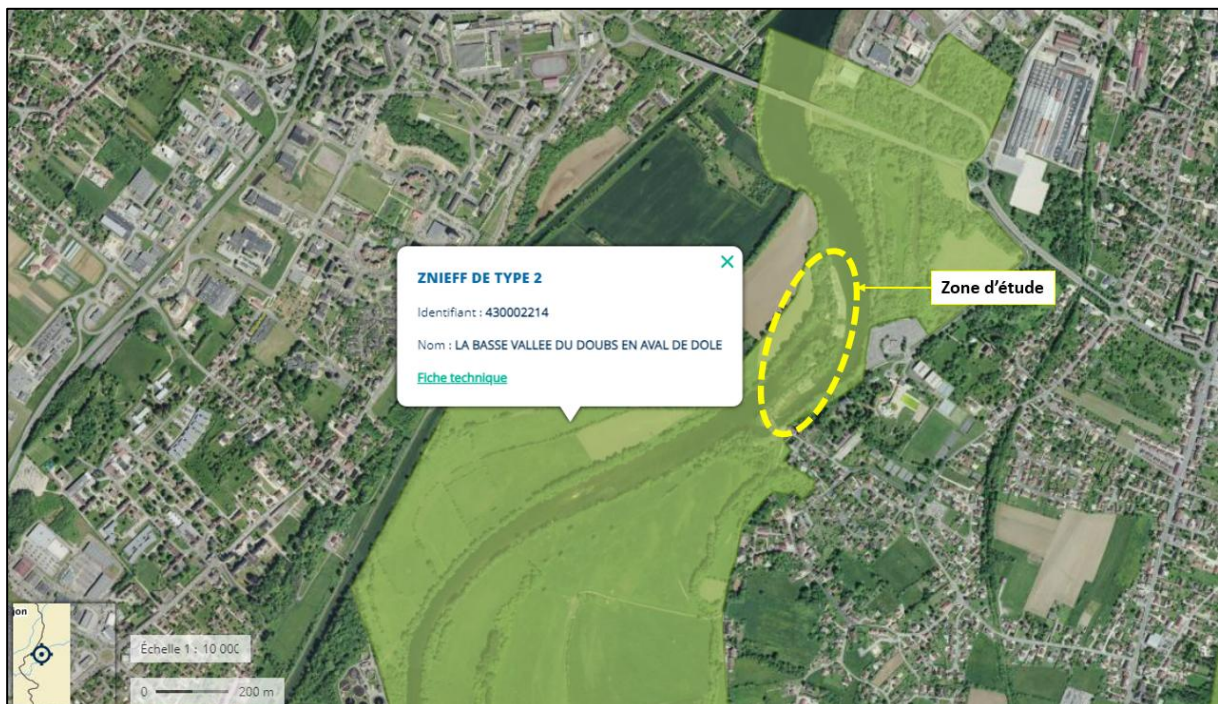 ZNIEFF DE TYPE 2
Identifiant : 430002214
Nom : LA BASSE VALLEE DU DOUBS EN AVAL DE DOLE
Fiche technique
Zone d'étude
Échelle 1 : 10 000
0 200 m